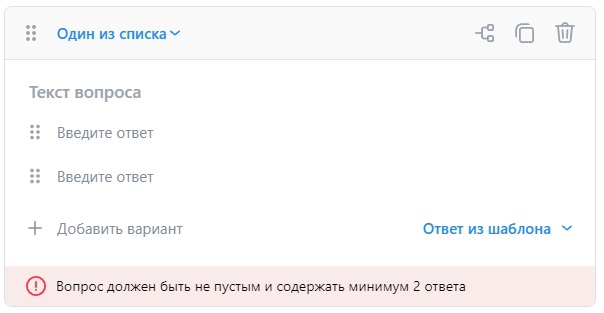 Один из списка
Текст вопроса
Введите ответ
Введите ответ
Добавить вариант
Ответ из шаблона
Вопрос должен быть не пустым и содержать минимум 2 ответа